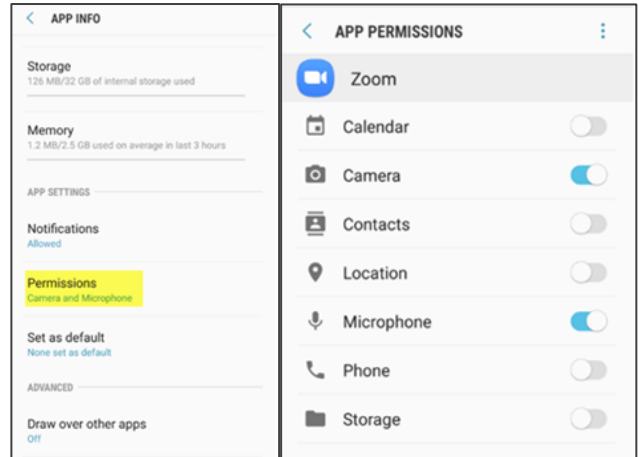 APP INFO
Storage
126 MB/32 GB of internal storage used
Memory
1.2 MB/2.5 GB used on average in last 3 hours
APP SETTINGS
Notifications
Allowed
Permissions
Camera and Microphone
Set as default
None set as default
ADVANCED
Draw over other apps
Off
APP PERMISSIONS
Zoom
Calendar
Camera
Contacts
Location
Microphone
Phone
Storage